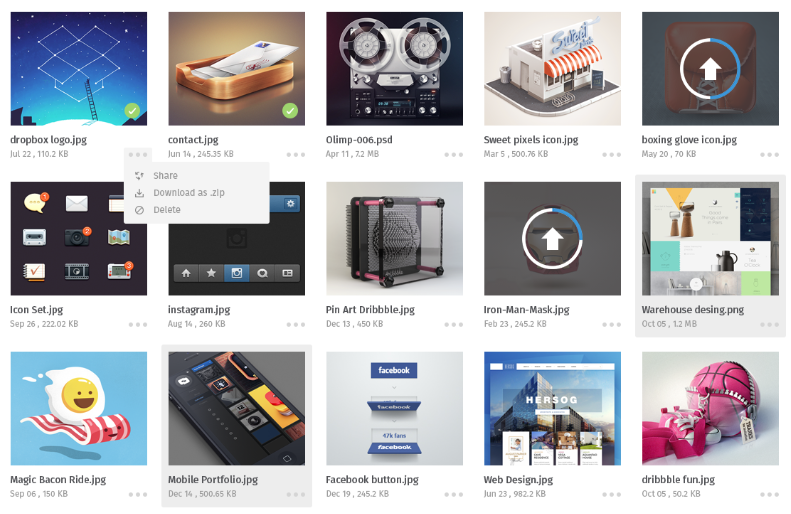 Sweet
dropbox logo.jpg
Jul 22 , 110.2 KB
contact.jpg
Jun 14 , 245.35 KB
Olimp-006.psd
Apr 11 , 7.2 MB
Sweet pixels icon.jpg
Mar 5 , 500.76 KB
boxing glove icon.jpg
May 20 , 70 KB
Share
Download as .zip
Delete
1
2
3
Icon Set.jpg
Sep 26 , 222.02 KB
instagram.jpg
Aug 14 , 260 KB
Pin Art Dribbble.jpg
Dec 13 , 450 KB
Iron-Man-Mask.jpg
Feb 23 , 245.2 KB
Warehouse desing.png
Oct 05 , 1.2 MB
facebook
facebook
47k fans
facebook
HERSOG
Magic Bacon Ride.jpg
Sep 06 , 150 KB
Mobile Portfolio.jpg
Dec 14 , 500.65 KB
Facebook button.jpg
Dec 19 , 245.2 KB
Web Design.jpg
Jun 23 , 982.2 KB
dribbble fun.jpg
Oct 05 , 50.2 KB